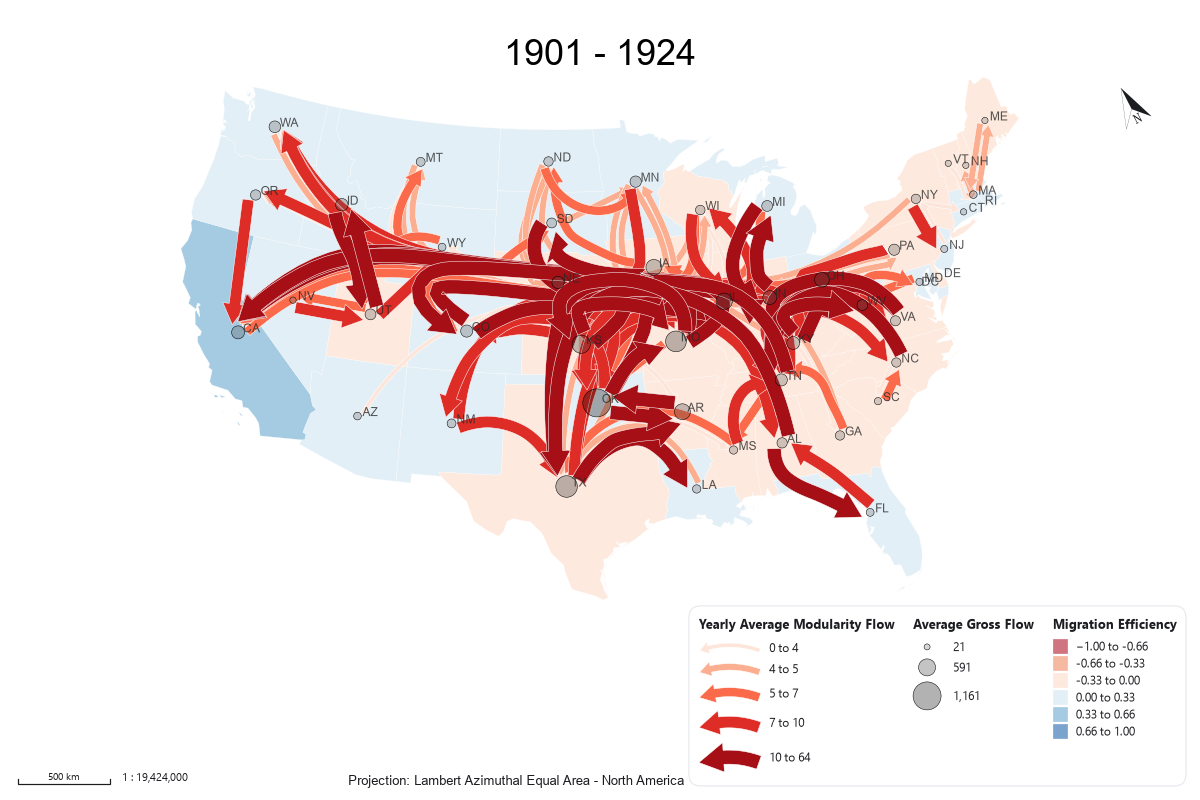 1901 - 1924
N
ME
WA
VT NH
MT
ND
MN
MA
OR
ID
NY
RI
WI
MI
CT
SD
WY
PA
NJ
IA
OH
DE
MD
DC
NE
NV
UT
VA
CA
CO
KS
MO
NC
TN
OK
SC
AZ
AR
NM
GA
MS
AL
TX
LA
FL
Yearly Average Modularity Flow
0 to 4
4 to 5
5 to 7
7 to 10
10 to 64
Average Gross Flow
21
591
1,161
Migration Efficiency
−1.00 to -0.66
-0.66 to -0.33
-0.33 to 0.00
0.00 to 0.33
0.33 to 0.66
0.66 to 1.00
500 km
1 : 19,424,000
Projection: Lambert Azimuthal Equal Area - North America